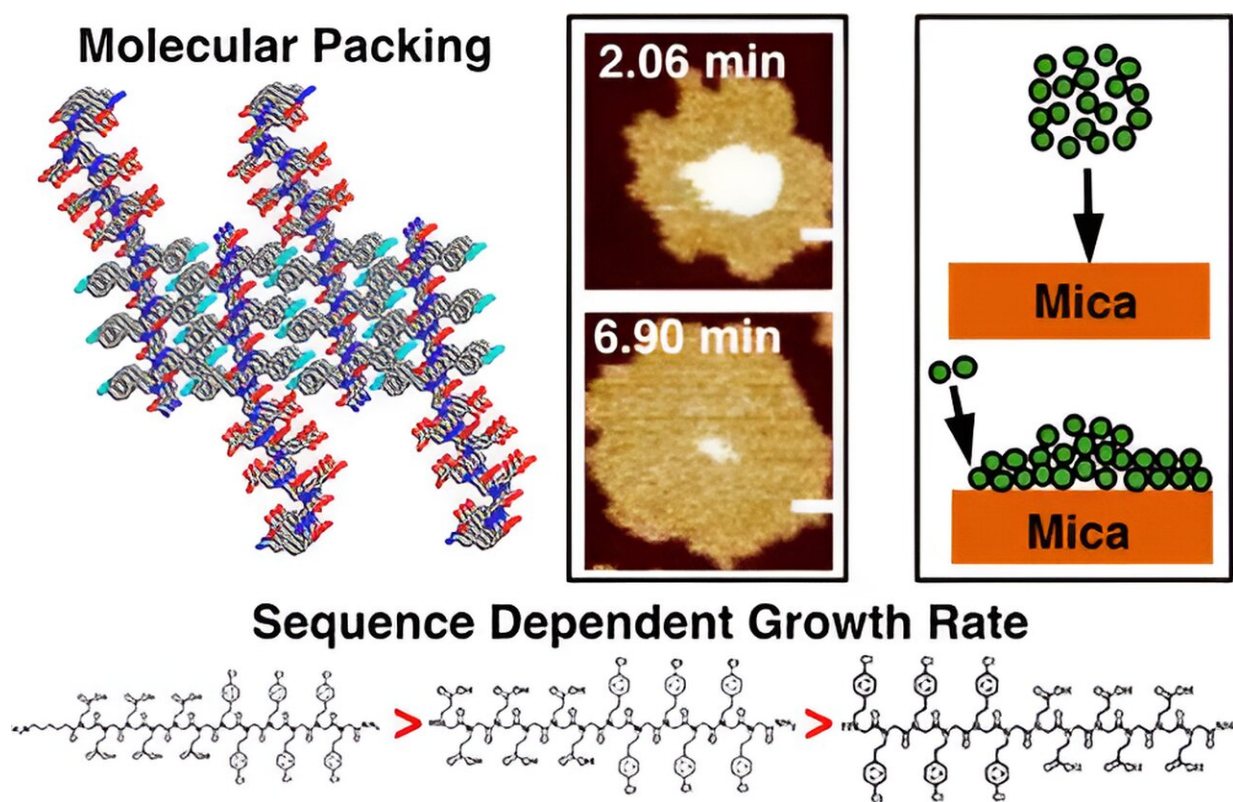 Molecular Packing
2.06 min
6.90 min
Mica
Mica
Sequence Dependent Growth Rate
>
>